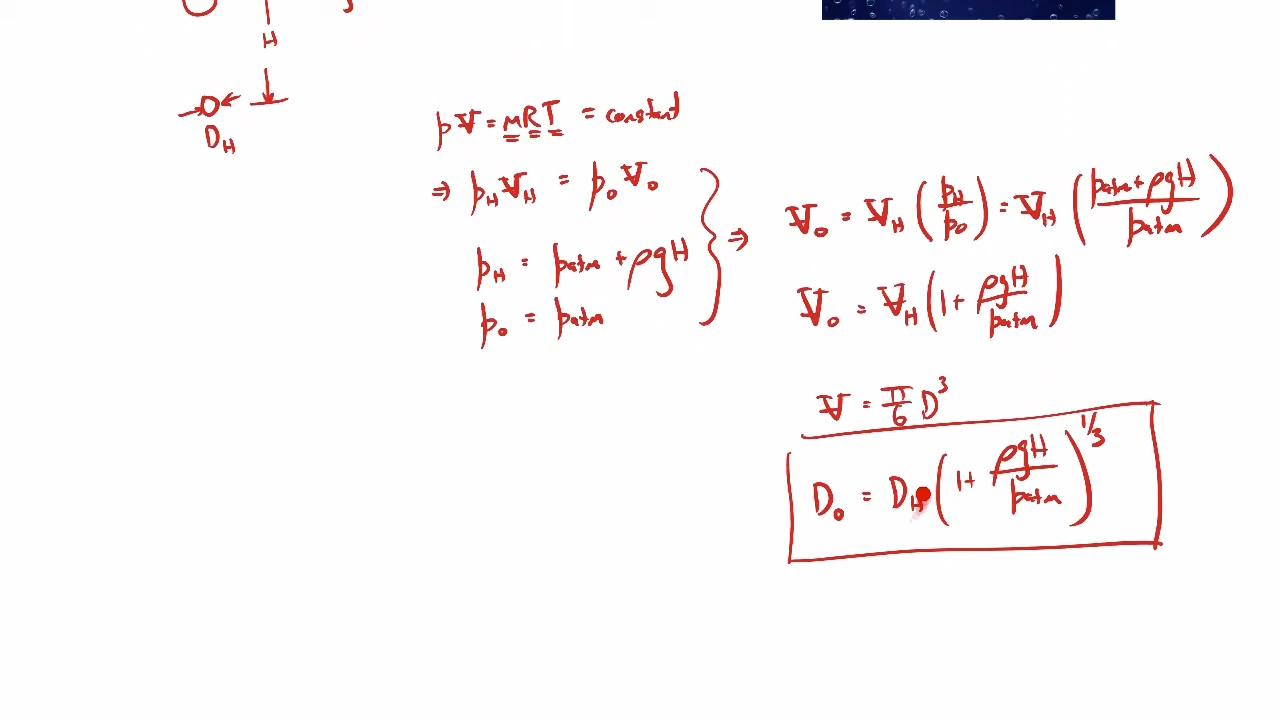 H
D_H
pV = mRT = constant
⇒ p_H V_H = p_0 V_0
p_H = patm + ρgH
p_0 = patm
⇒ V_0 = V_H (p_H / p_0) = V_H ((patm + ρgH) / patm)
V_0 = V_H (1 + ρgH / patm)
V = π/6 D^3
D_0 = D_H (1 + ρgH / patm)^1/3